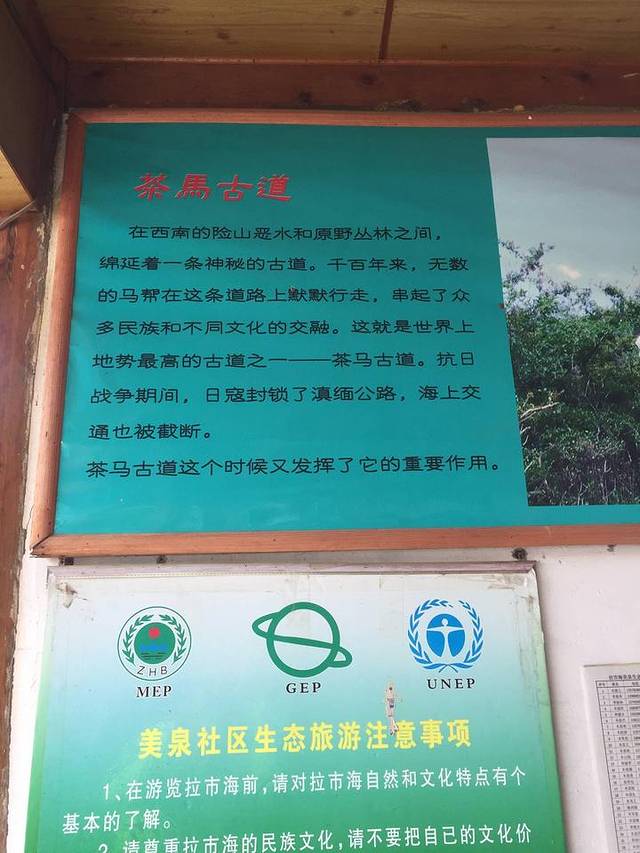 茶馬古道
在西南的险山恶水和原野丛林之间，
绵延着一条神秘的古道。千百年来，无数
的马帮在这条道路上默默行走，串起了众
多民族和不同文化的交融。这就是世界上
地势最高的古道之一——茶马古道。抗日
战争期间，日寇封锁了滇缅公路，海上交
通也被截断。
茶马古道这个时候又发挥了它的重要作用。
ZHB
MEP
GEP
UNEP
美泉社区生态旅游注意事项
1、在游览拉市海前，请对拉市海自然和文化特点有个
基本的了解。
2、请尊重拉市海的民族文化，请不要把自已的文化价